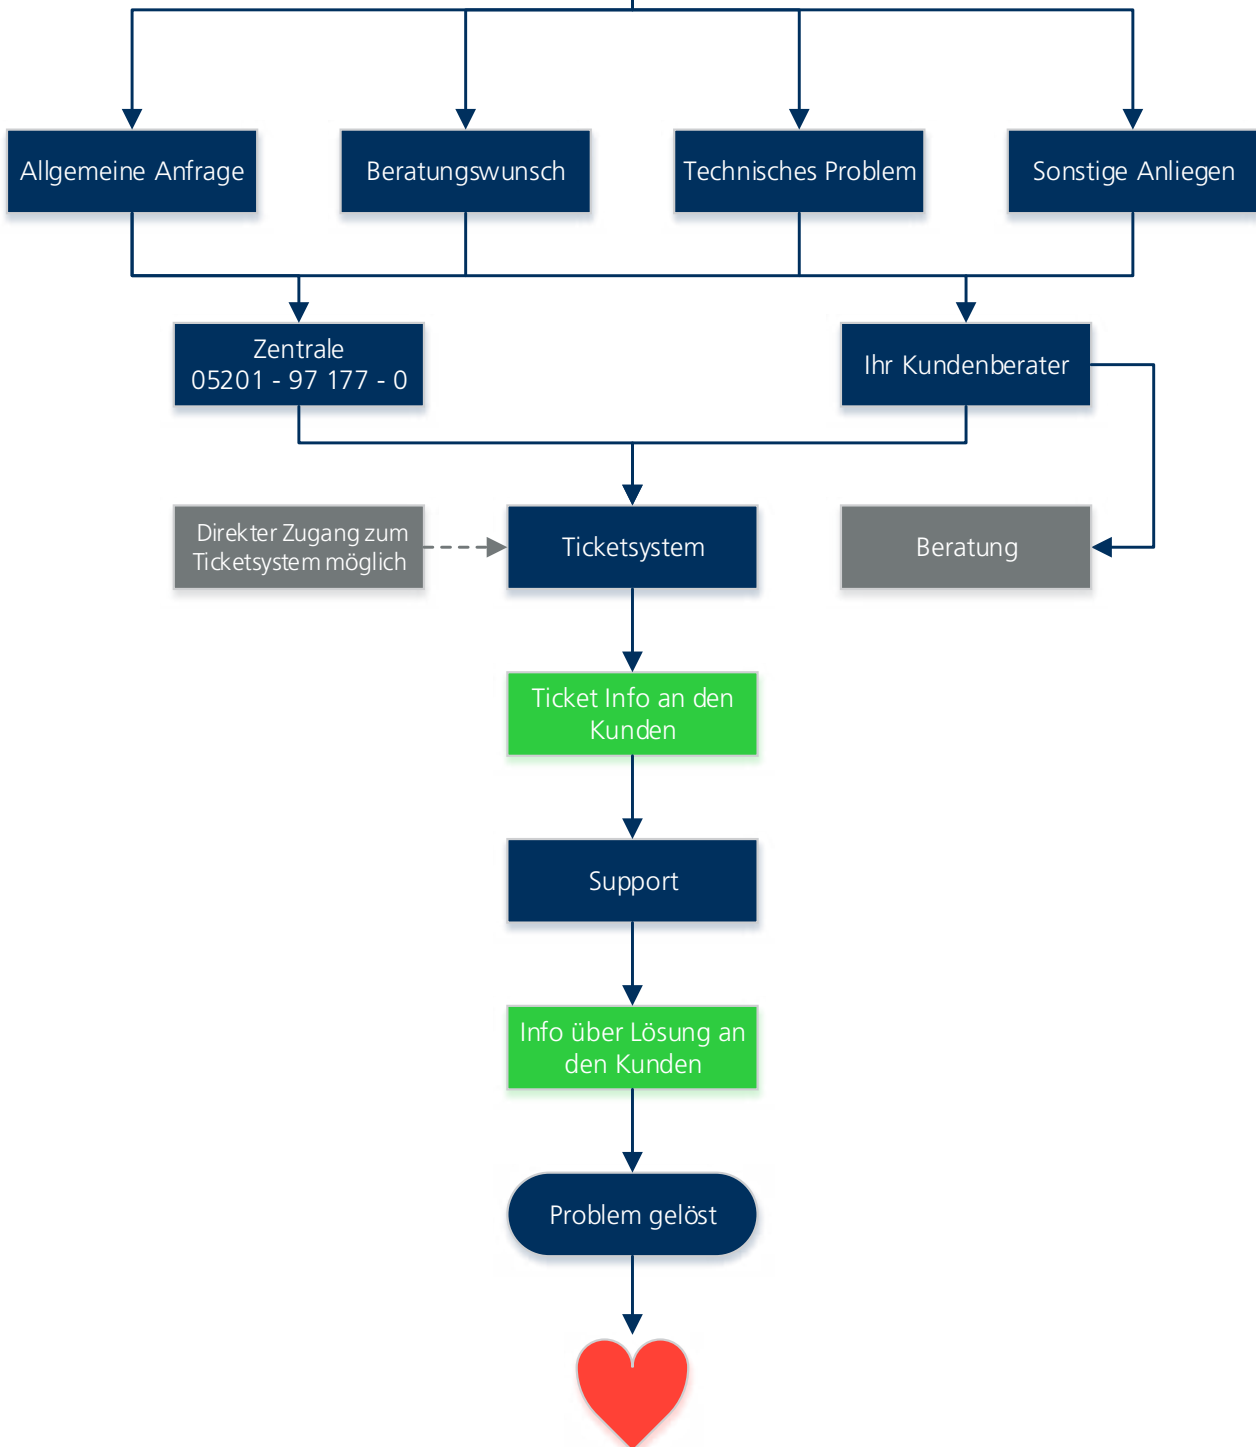 Allgemeine Anfrage
Beratungswunsch
Technisches Problem
Sonstige Anliegen
Zentrale
05201 - 97 177 - 0
Ihr Kundenberater
Direkter Zugang zum
Ticketsystem möglich
Ticketsystem
Beratung
Ticket Info an den
Kunden
Support
Info über Lösung an
den Kunden
Problem gelöst